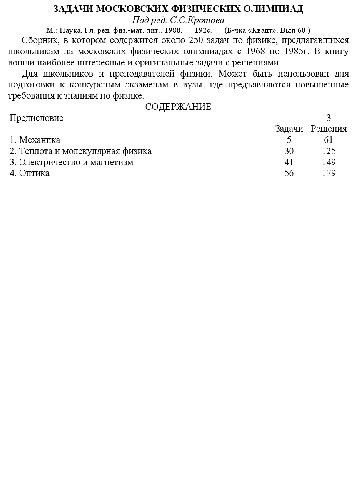 ЗАДАЧИ МОСКОВСКИХ ФИЗИЧЕСКИХ ОЛИМПИАД
Под ред. С.С.Кротова
М.: Наука. Гл. ред. физ.-мат. лит., 1988. — 192с. — (Б-чка «Квант». Вып 60 )
Сборник, в котором содержится около 250 задач по физике, предлагавшихся
школьникам на московских физических олимпиадах с 1968 по 1985г. В книгу
вошли наиболее интересные и оригинальные задачи с решениями.
Для школьников и преподавателей физики. Может быть использован для
подготовки к конкурсным экзаменам в вузы, где предъявляются повышенные
требования к знаниям по физике.
СОДЕРЖАНИЕ
Предисловие 3
Задачи Решения
1. Механика 5 61
2. Теплота и молекулярная физика 30 125
3. Электричество и магнетизм 41 149
4. Оптика 56 179